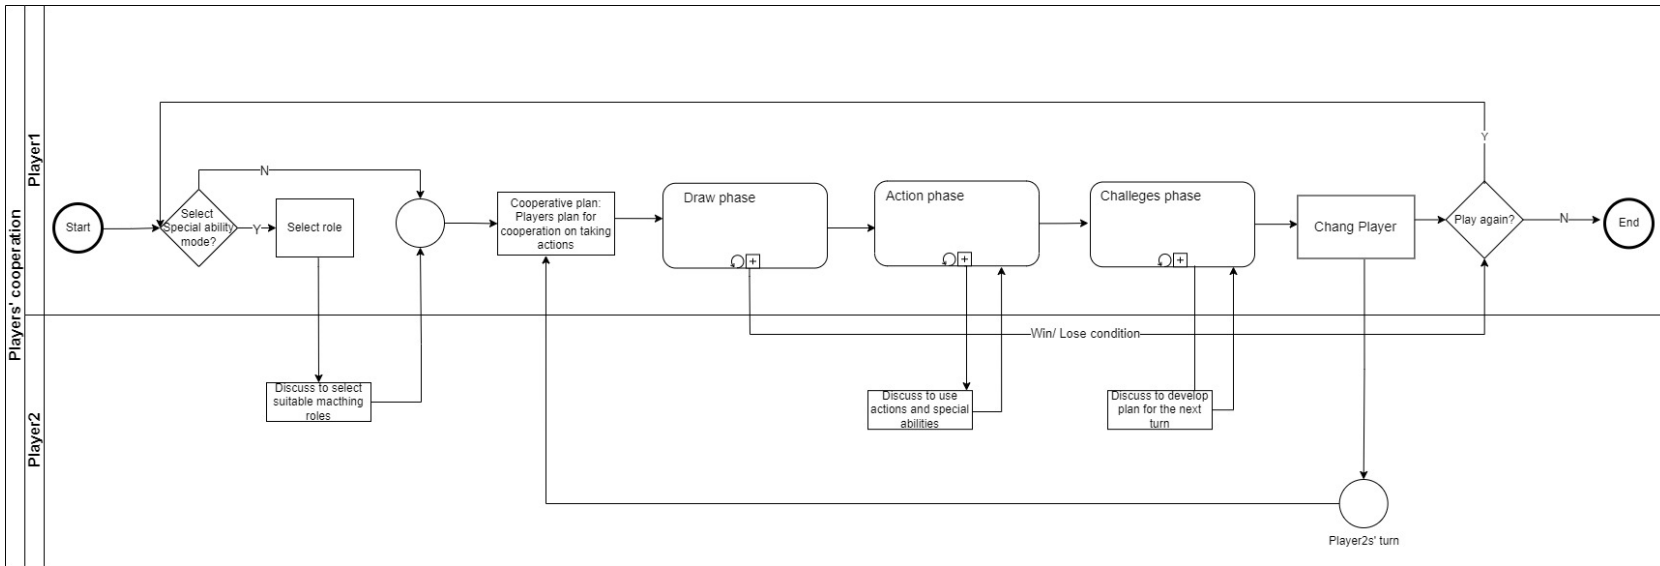 Players' cooperation
Player1
Player2
Start
Select
Special ability
mode?
N
Y
Select role
Discuss to select
suitable macthing
roles
Cooperative plan:
Players plan for
cooperation on taking
actions
Draw phase
Action phase
Discuss to use
actions and special
abilities
Challeges phase
Discuss to develop
plan for the next
turn
Win/ Lose condition
Chang Player
Player2s' turn
Play again?
Y
N
End